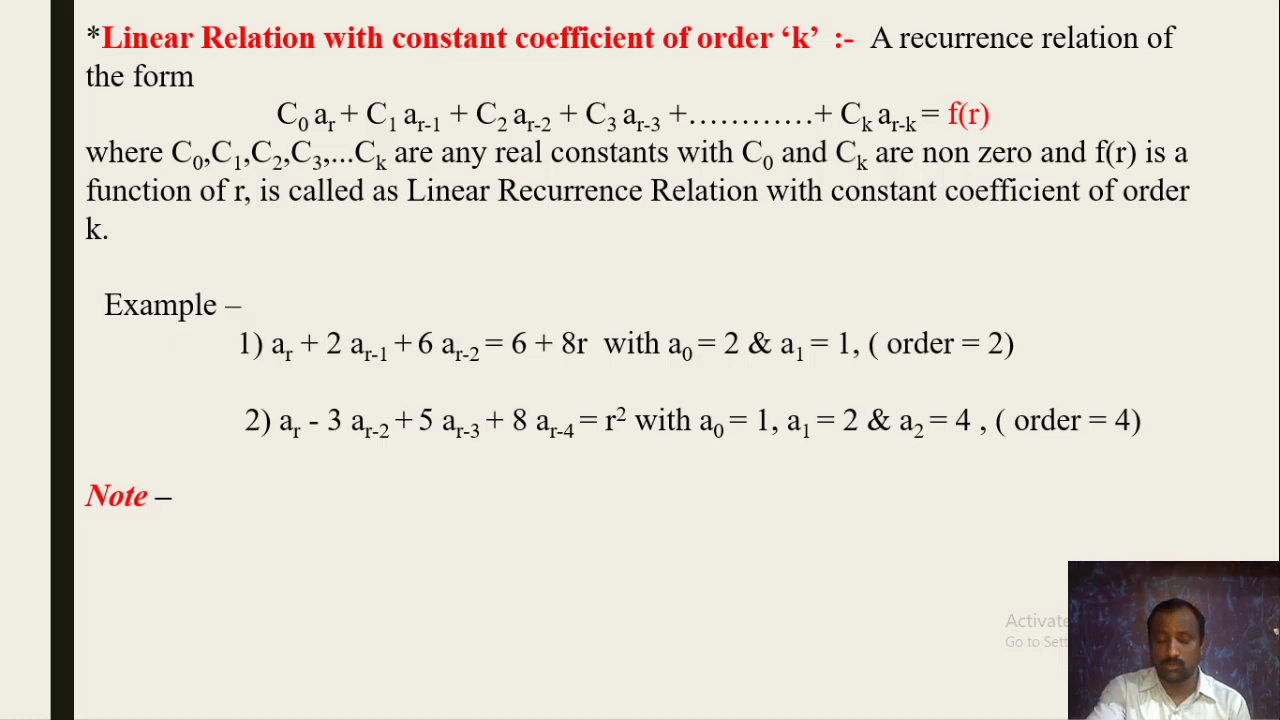 *Linear Relation with constant coefficient of order ‘k’ :- A recurrence relation of
the form
C₀ aᵣ + C₁ aᵣ₋₁ + C₂ aᵣ₋₂ + C₃ aᵣ₋₃ +…………+ Cₖ aᵣ₋ₖ = f(r)
where C₀,C₁,C₂,C₃,...Cₖ are any real constants with C₀ and Cₖ are non zero and f(r) is a
function of r, is called as Linear Recurrence Relation with constant coefficient of order
k.
Example –
1) aᵣ + 2 aᵣ₋₁ + 6 aᵣ₋₂ = 6 + 8r with a₀ = 2 & a₁ = 1, ( order = 2)
2) aᵣ - 3 aᵣ₋₂ + 5 aᵣ₋₃ + 8 aᵣ₋₄ = r² with a₀ = 1, a₁ = 2 & a₂ = 4 , ( order = 4)
Note –
Activate
Go to Sett